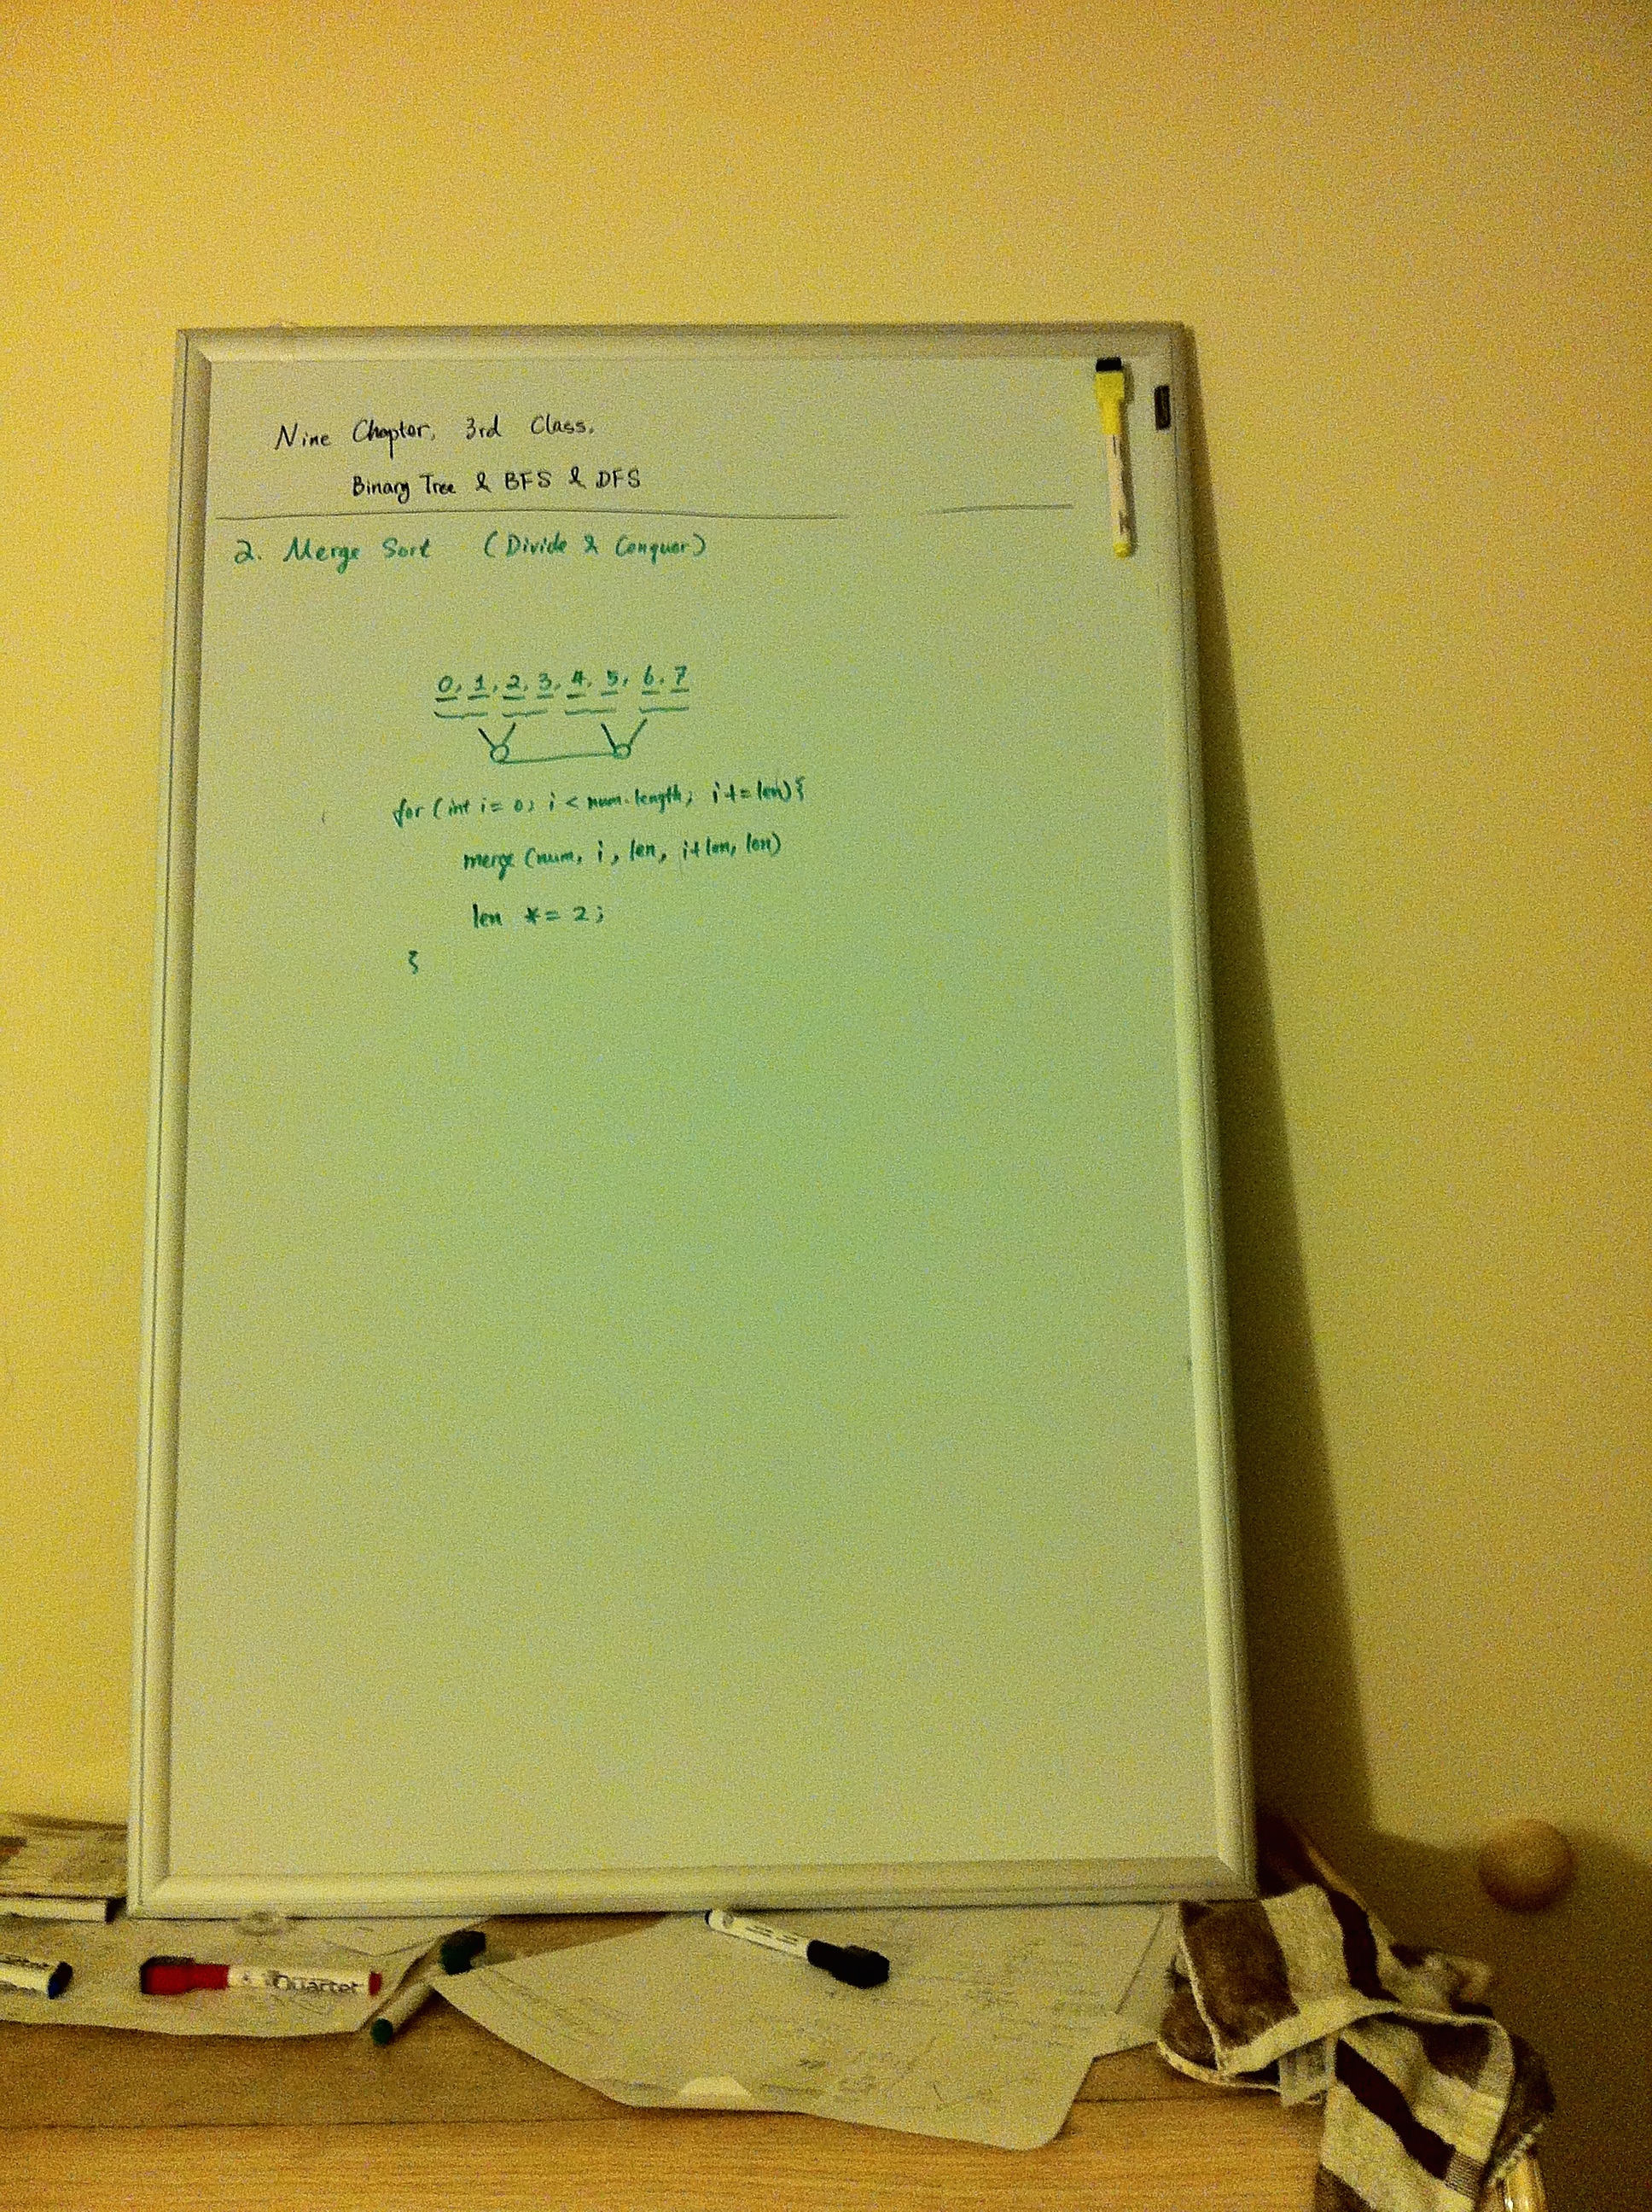 Nine Chapter, 3rd Class.
Binary Tree & BFS & DFS
2. Merge Sort (Divide & Conquer)
0, 1, 2, 3, 4, 5, 6, 7
for (int i = 0; i < num.length; i += len) {
merge (num, i, len, i+len, len)
len *= 2;
}
Quartet